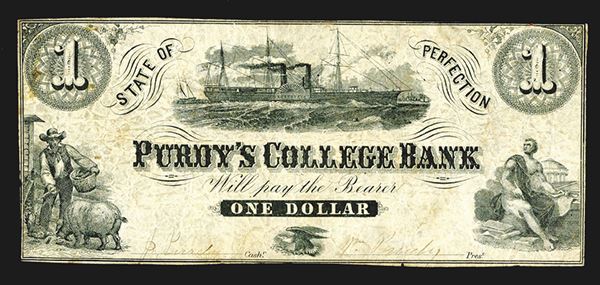 1 STATE OF PERFECTION 1
PURDY'S COLLEGE BANK
Will pay the Bearer
ONE DOLLAR
Cash.r Pres.t